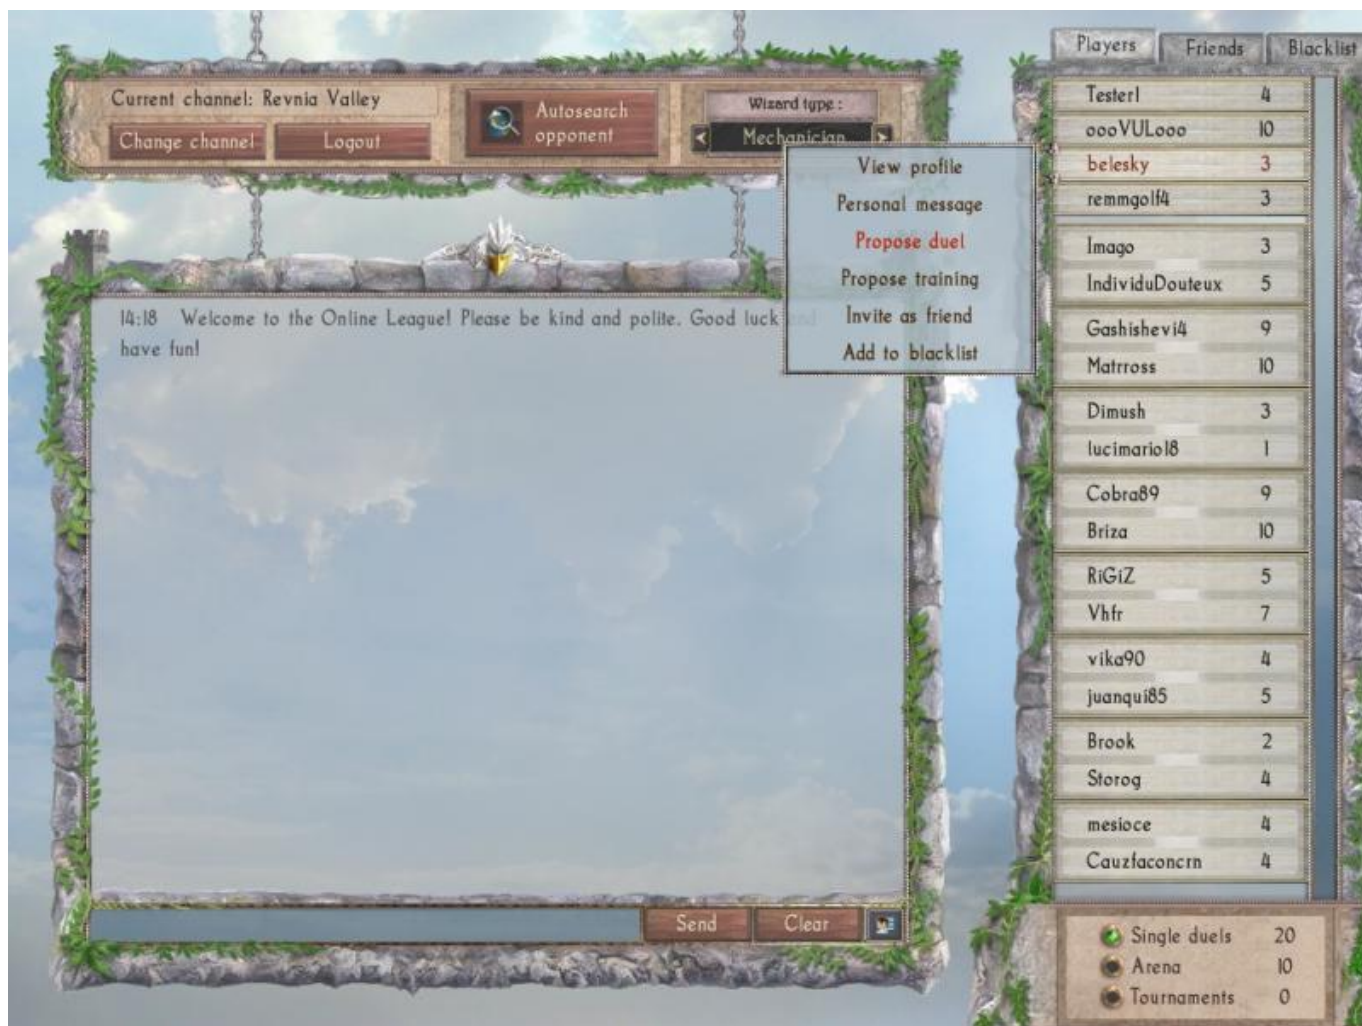 Current channel: Revnia Valley
Change channel
Logout
Autosearch
opponent
Wizard type :
Mechanician
View profile
Personal message
Propose duel
Propose training
Invite as friend
Add to blacklist
14:18 Welcome to the Online League! Please be kind and polite. Good luck and
have fun!
Send
Clear
Players
Friends
Blacklist
Tester1 4
oooVULooo 10
belesky 3
remmgolf4 3
Imago 3
IndividuDouteux 5
Gashishevi4 9
Matrross 10
Dimush 3
lucimario18 1
Cobra89 9
Briza 10
RiGiZ 5
Vhfr 7
vika90 4
juanqui85 5
Brook 2
Storog 4
mesioce 4
Cauzfaconcrn 4
Single duels 20
Arena 10
Tournaments 0